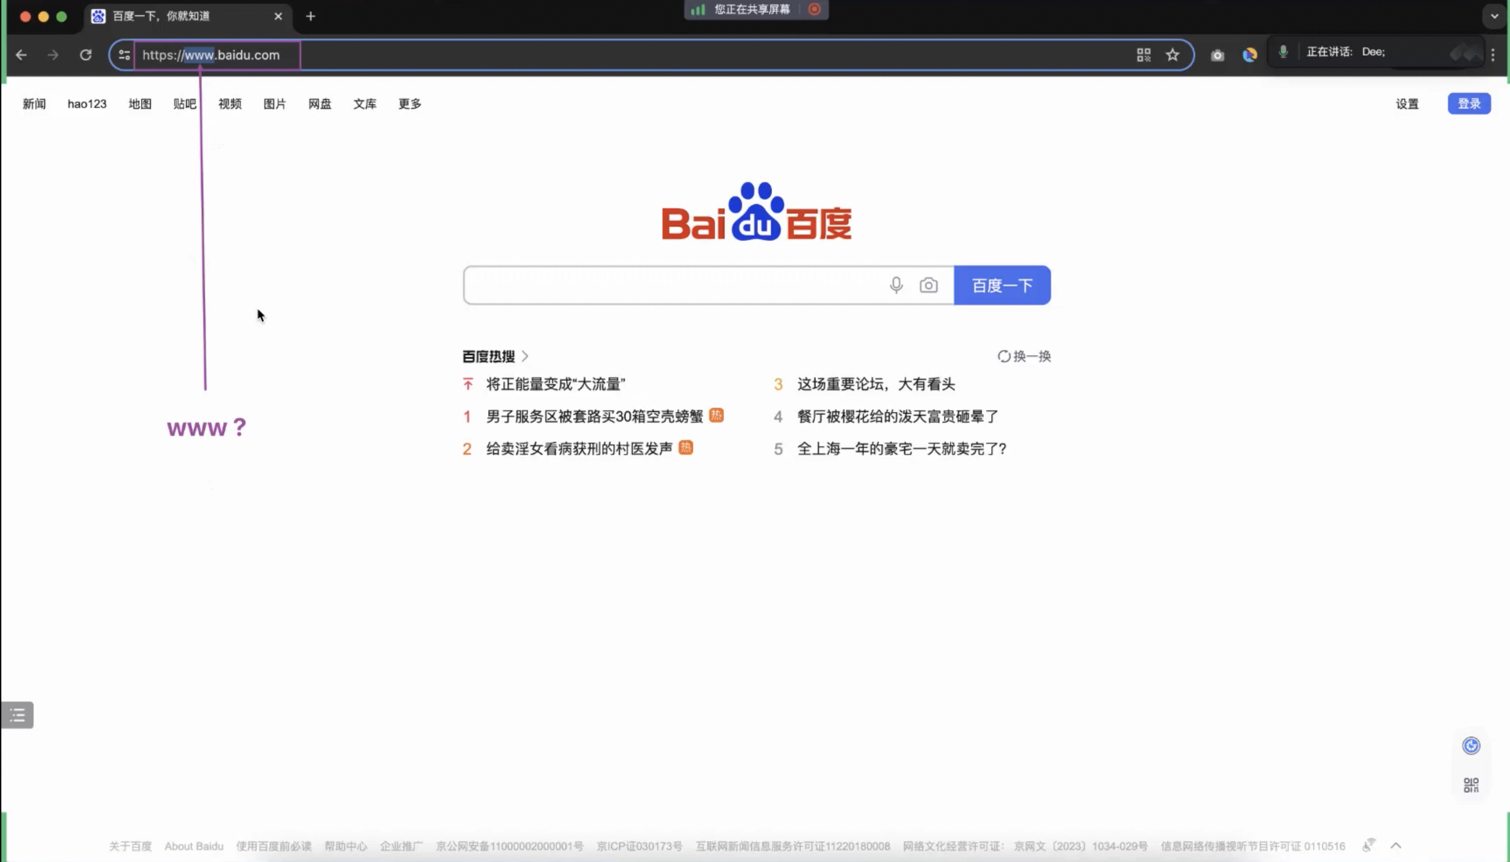 百度一下，你就知道
您正在共享屏幕
https://www.baidu.com
正在讲话: Dee;
新闻 hao123 地图 贴吧 视频 图片 网盘 文库 更多
设置 登录
Bai du 百度
百度一下
www ?
百度热搜
换一换
将正能量变成“大流量”
1 男子服务区被套路买30箱空壳螃蟹 热
2 给卖淫女看病获刑的村医发声 热
3 这场重要论坛，大有看头
4 餐厅被樱花给的泼天富贵砸晕了
5 全上海一年的豪宅一天就卖完了?
关于百度 About Baidu 使用百度前必读 帮助中心 企业推广 京公网安备11000002000001号 京ICP证030173号 互联网新闻信息服务许可证11220180008 网络文化经营许可证： 京网文〔2023〕1034-029号 信息网络传播视听节目许可证 0110516